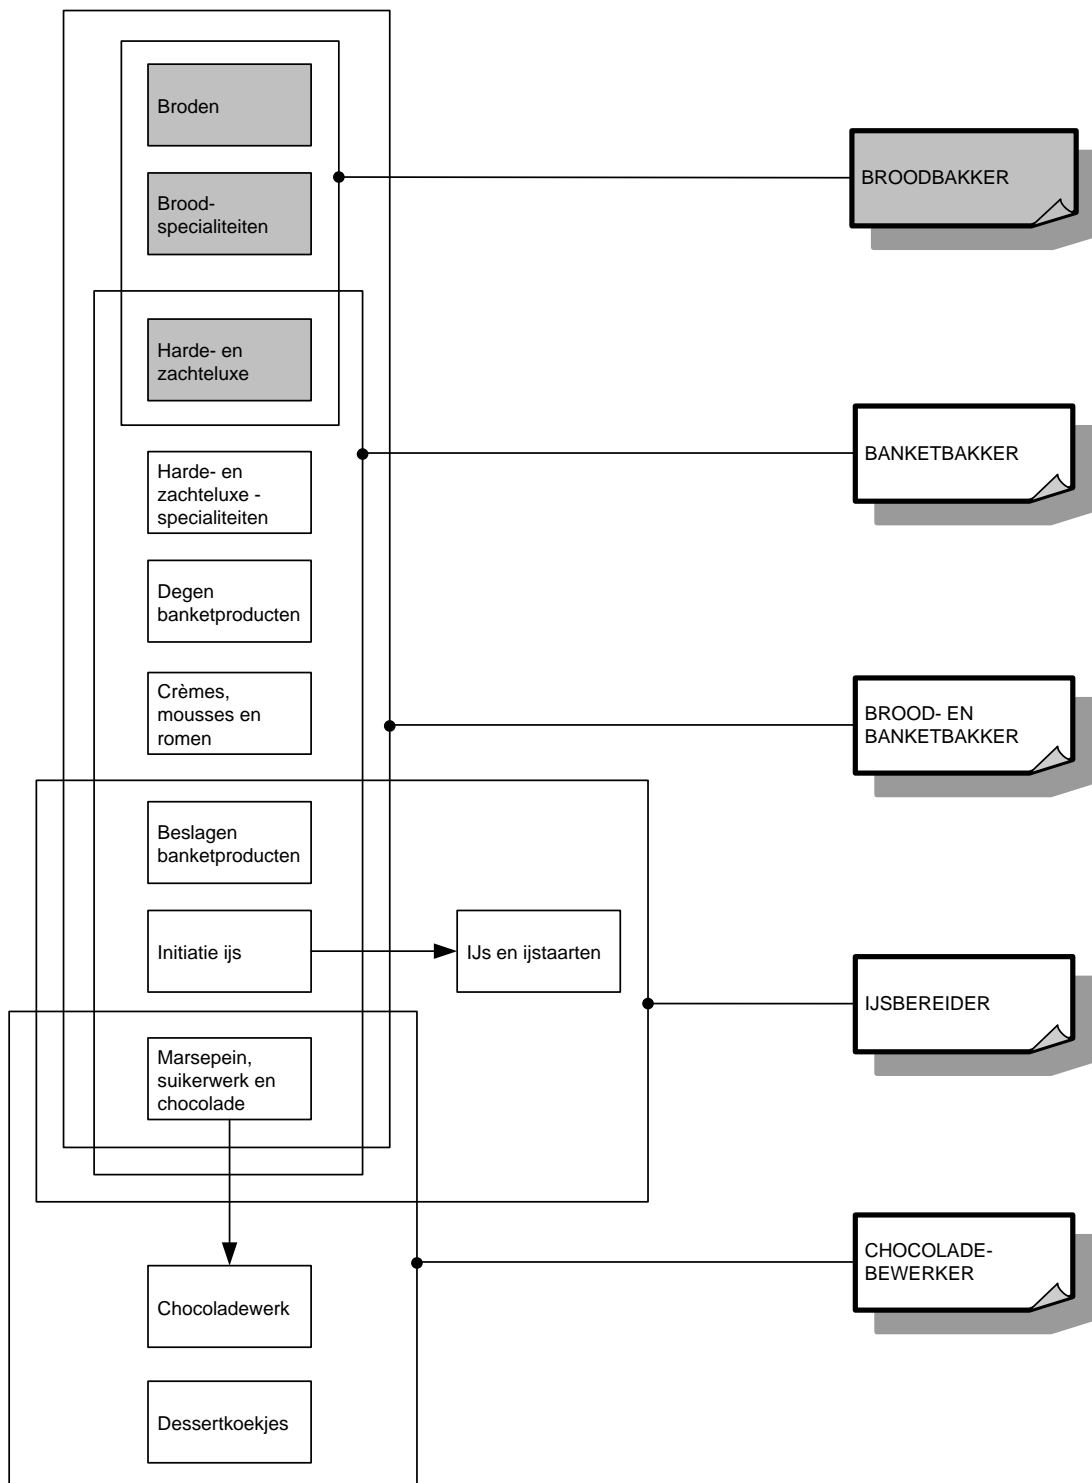 Broden
Brood-
specialiteiten
Harde- en
zachteluxe
Harde- en
zachteluxe -
specialiteiten
Degen
banketproducten
Crèmes,
mousses en
romen
Beslagen
banketproducten
Initiatie ijs
IJs en ijstaarten
Marsepein,
suikerwerk en
chocolade
Chocoladewerk
Dessertkoekjes
BROODBAKKER
BANKETBAKKER
BROOD- EN
BANKETBAKKER
IJSBEREIDER
CHOCOLADE-
BEWERKER